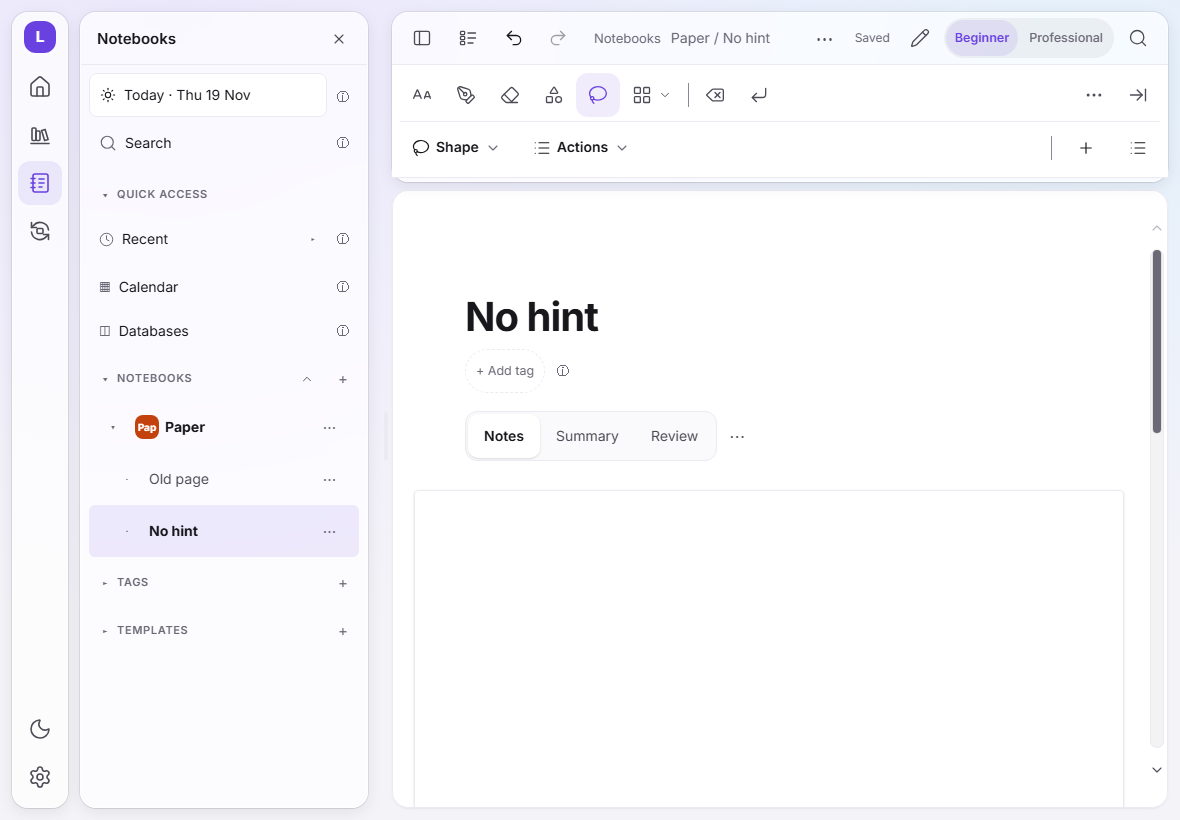 L
Notebooks
Today · Thu 19 Nov
Search
QUICK ACCESS
Recent
Calendar
Databases
NOTEBOOKS
Pap Paper
Old page
No hint
TAGS
TEMPLATES
Notebooks Paper / No hint
Saved
Beginner Professional
AA
Shape
Actions
No hint
+ Add tag
Notes Summary Review